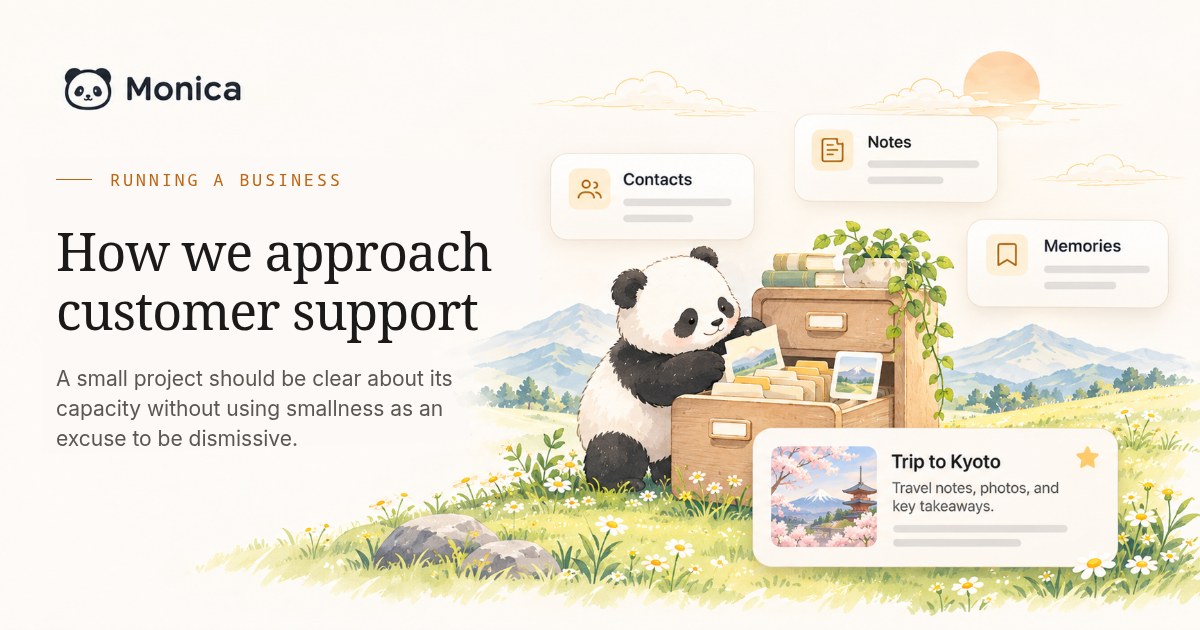 Monica
RUNNING A BUSINESS
How we approach
customer support
A small project should be clear about its
capacity without using smallness as an
excuse to be dismissive.
Contacts
Notes
Memories
Trip to Kyoto
Travel notes, photos, and
key takeaways.